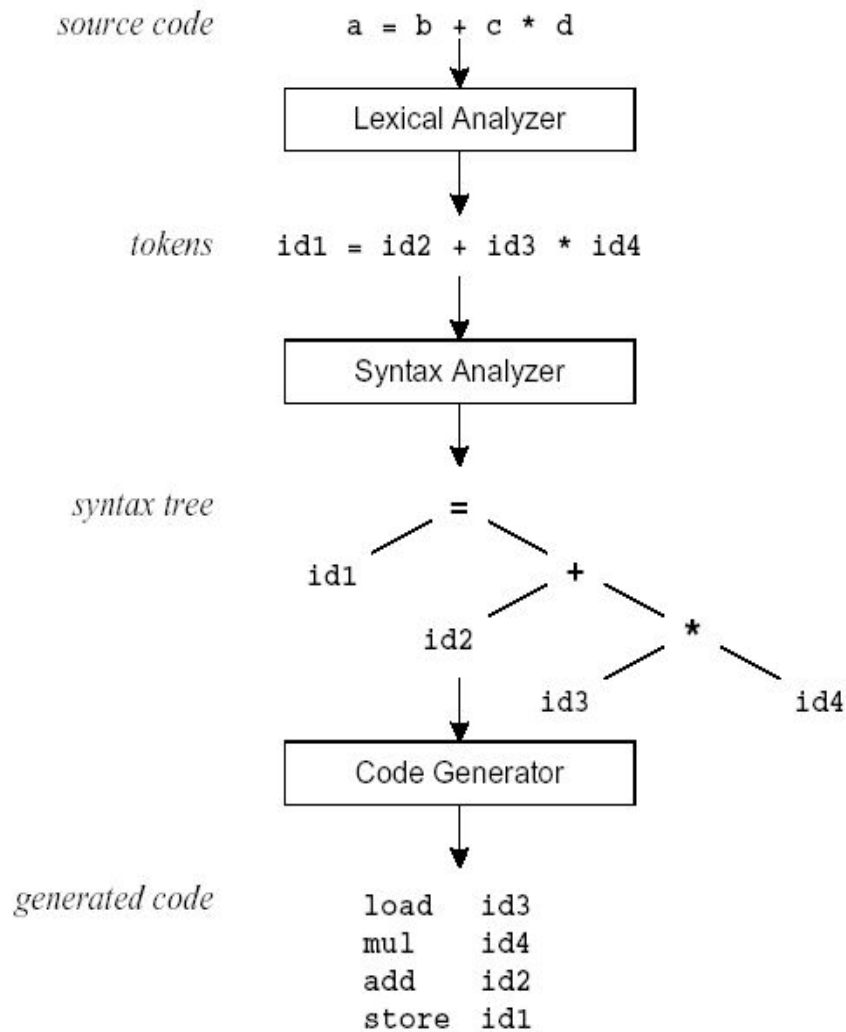 source code a = b + c * d
Lexical Analyzer
tokens id1 = id2 + id3 * id4
Syntax Analyzer
syntax tree =
id1 +
id2 *
id3 id4
Code Generator
generated code load id3
mul id4
add id2
store id1